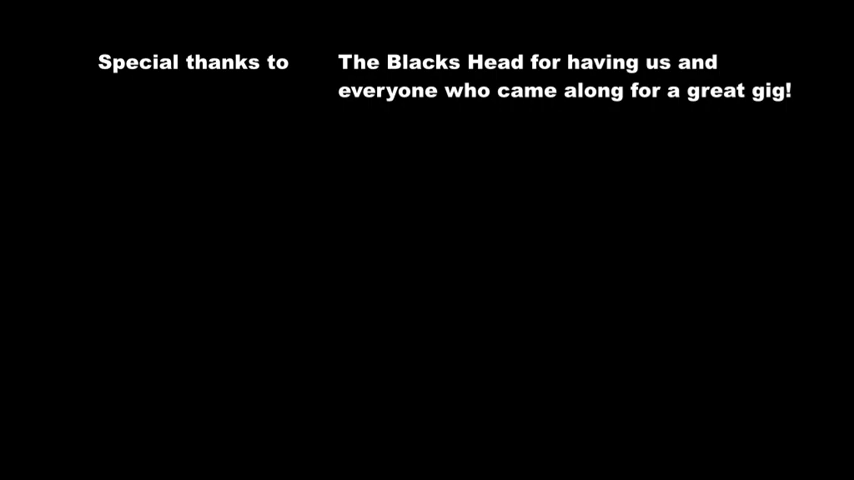 Special thanks to The Blacks Head for having us and
everyone who came along for a great gig!